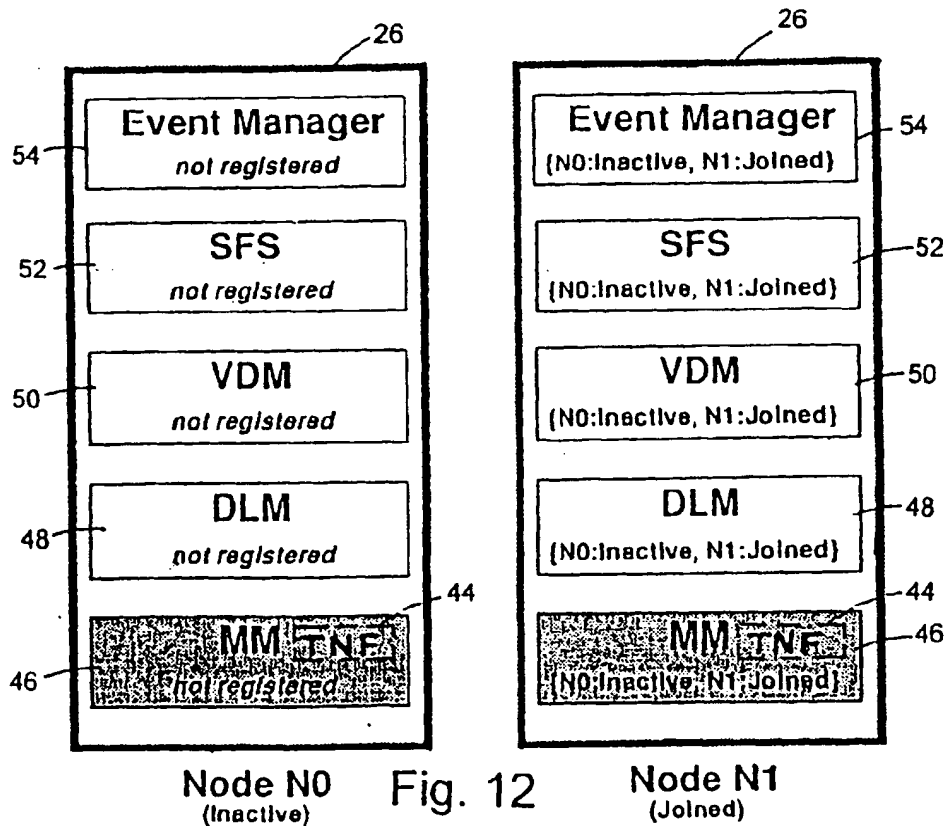 26
Event Manager
not registered
54
SFS
not registered
52
VDM
not registered
50
DLM
not registered
48
44
MM TNF
not registered
46
Node N0
(Inactive)
26
Event Manager
{N0:Inactive, N1:Joined}
54
SFS
{N0:Inactive, N1:Joined}
52
VDM
{N0:Inactive, N1:Joined}
50
DLM
{N0:Inactive, N1:Joined}
48
44
MM TNF
{N0:Inactive, N1:Joined}
46
Node N1
(Joined)
Fig. 12